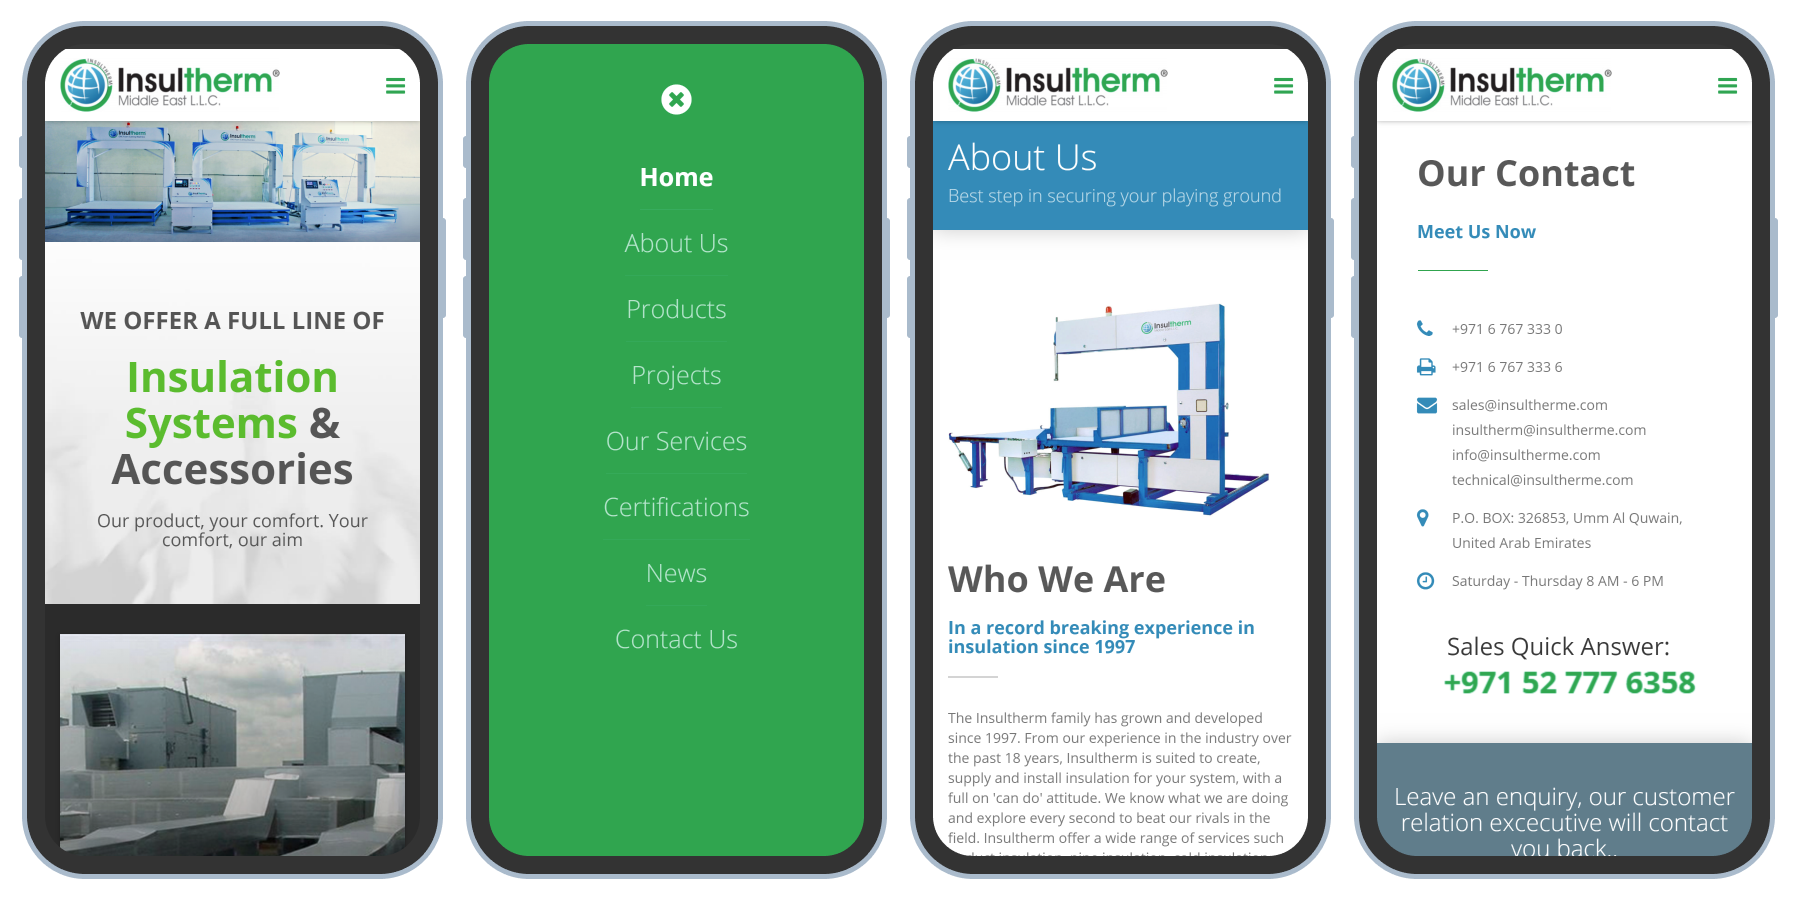 Insultherm®
Middle East L.L.C.
Insultherm
Insultherm
Insultherm
WE OFFER A FULL LINE OF
Insulation
Systems &
Accessories
Our product, your comfort. Your
comfort, our aim
Home
About Us
Products
Projects
Our Services
Certifications
News
Contact Us
Insultherm®
Middle East L.L.C.
About Us
Best step in securing your playing ground
Insultherm
Who We Are
In a record breaking experience in
insulation since 1997
The Insultherm family has grown and developed
since 1997. From our experience in the industry over
the past 18 years, Insultherm is suited to create,
supply and install insulation for your system, with a
full on 'can do' attitude. We know what we are doing
and explore every second to beat our rivals in the
field. Insultherm offer a wide range of services such
Insultherm®
Middle East L.L.C.
Our Contact
Meet Us Now
+971 6 767 333 0
+971 6 767 333 6
sales@insultherme.com
insultherm@insultherme.com
info@insultherme.com
technical@insultherme.com
P.O. BOX: 326853, Umm Al Quwain,
United Arab Emirates
Saturday - Thursday 8 AM - 6 PM
Sales Quick Answer:
+971 52 777 6358
Leave an enquiry, our customer
relation excecutive will contact
you back..